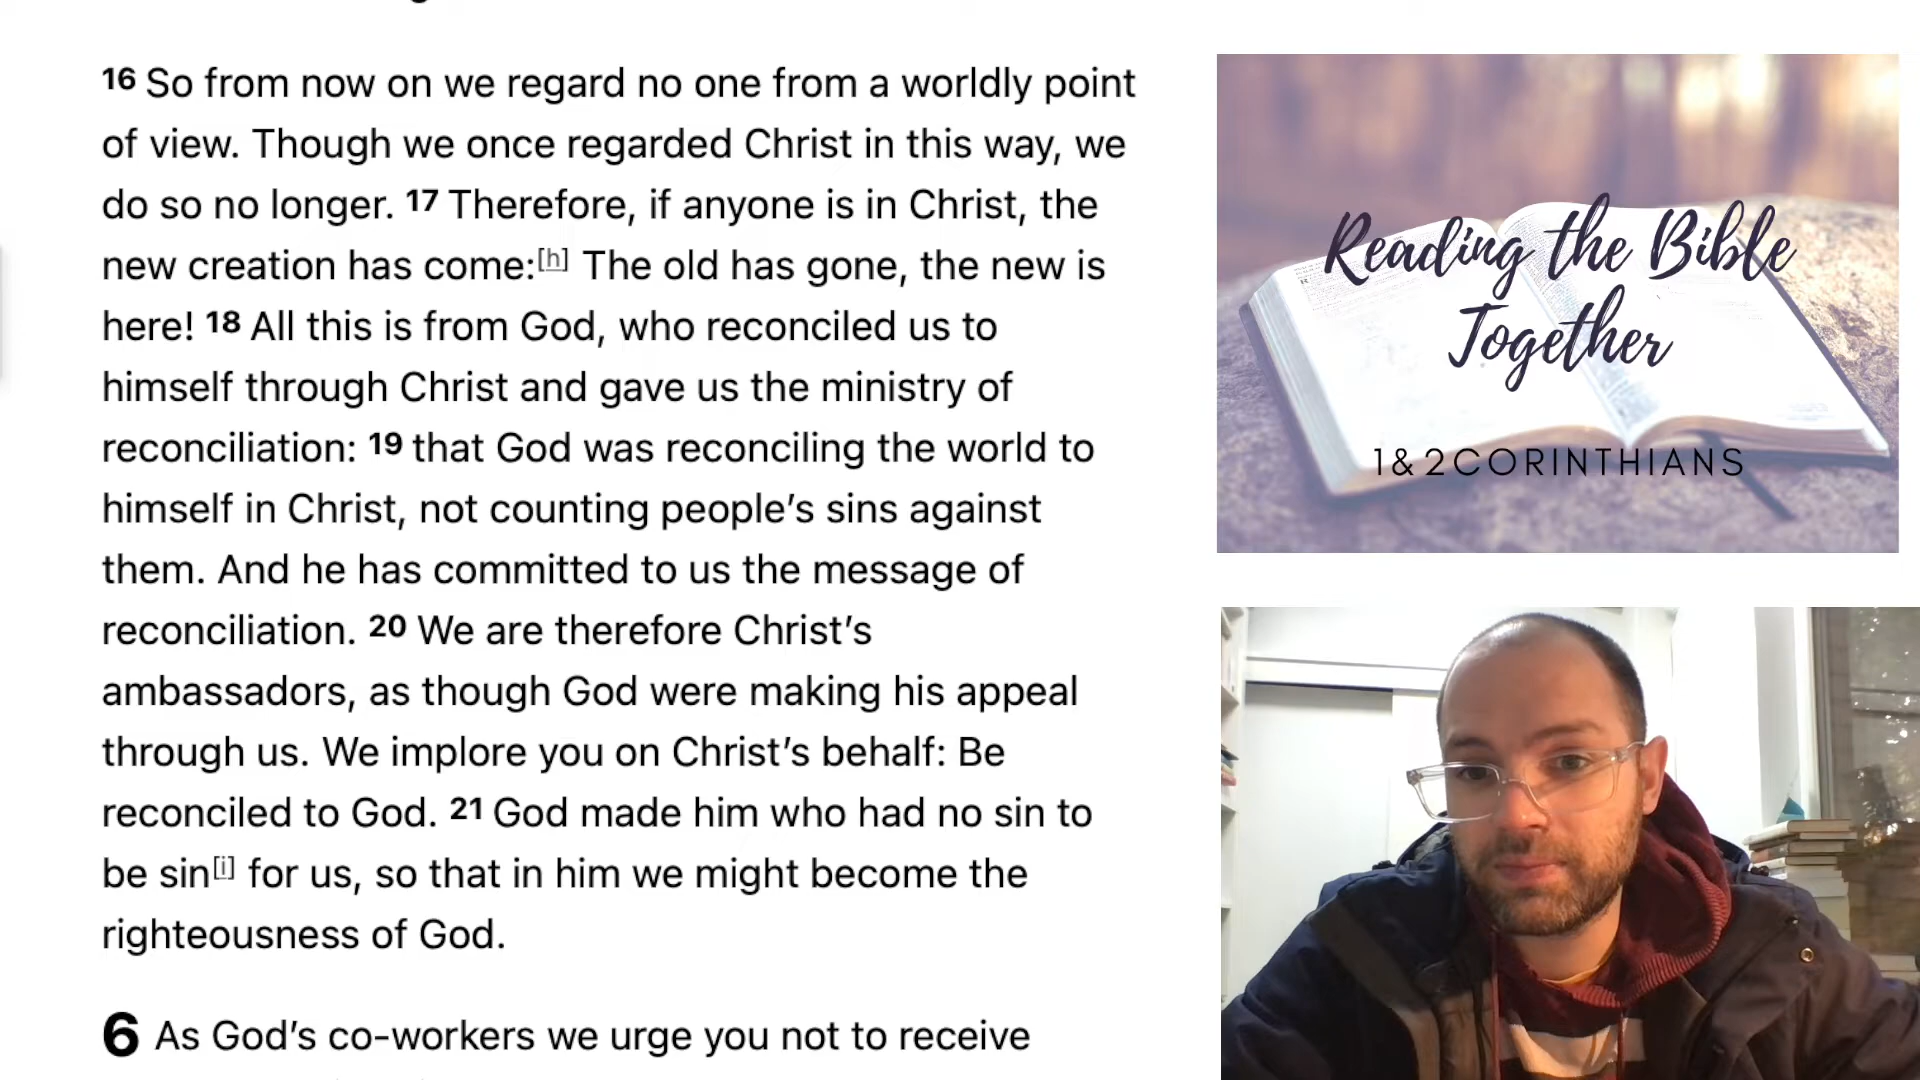 16 So from now on we regard no one from a worldly point
of view. Though we once regarded Christ in this way, we
do so no longer. 17 Therefore, if anyone is in Christ, the
new creation has come:[h] The old has gone, the new is
here! 18 All this is from God, who reconciled us to
himself through Christ and gave us the ministry of
reconciliation: 19 that God was reconciling the world to
himself in Christ, not counting people’s sins against
them. And he has committed to us the message of
reconciliation. 20 We are therefore Christ’s
ambassadors, as though God were making his appeal
through us. We implore you on Christ’s behalf: Be
reconciled to God. 21 God made him who had no sin to
be sin[i] for us, so that in him we might become the
righteousness of God.
6 As God’s co-workers we urge you not to receive
Reading the Bible
Together
1 & 2 CORINTHIANS